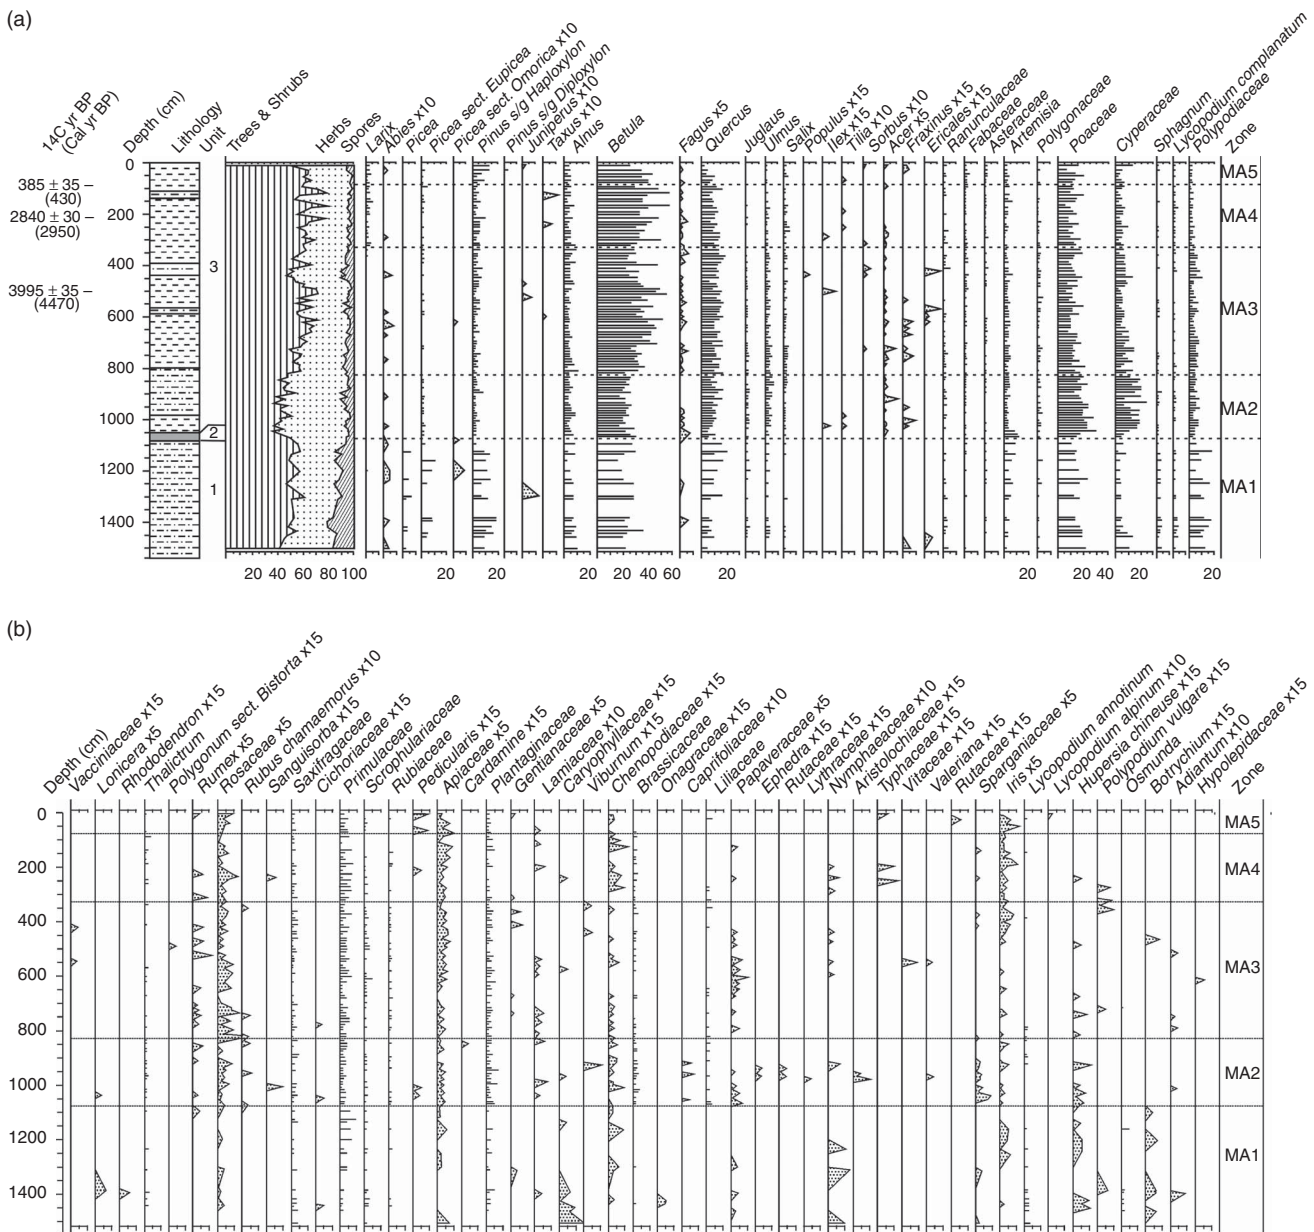 (a)
14C yr BP
(Cal yr BP)
Depth (cm)
Lithology
Unit
Trees & Shrubs
Herbs
Spores
Larix
Abies x10
Picea
Picea sect. Eupicea
Picea sect. Omorica x10
Pinus s/g Haploxylon
Pinus s/g Diploxylon
Juniperus x10
Taxus x10
Alnus
Betula
Fagus x5
Quercus
Juglaus
Ulmus
Salix
Populus x15
Ilex x15
Tilia x10
Sorbus x10
Acer x5
Fraxinus x15
Ericales x15
Ranunculaceae
Fabaceae
Asteraceae
Artemisia
Polygonaceae
Poaceae
Cyperaceae
Sphagnum
Lycopodium complanatum
Polypodiaceae
Zone
0
200
400
600
800
1000
1200
1400
385 ± 35
(430)
2840 ± 30
(2950)
3995 ± 35
(4470)
3
2
1
MA5
MA4
MA3
MA2
MA1
20 40 60 80 100 20 20 20 40 60 20 20 20 40 20 20
(b)
Depth (cm)
Vacciniaceae x15
Lonicera x5
Rhododendron x15
Thalictrum
Polygonum sect. Bistorta x15
Rumex x5
Rosaceae x5
Rubus chamaemorus x10
Sanguisorba x15
Saxifragaceae
Cichoriaceae x15
Primulaceae
Scrophulariaceae
Rubiaceae
Pedicularis x15
Apiaceae x5
Cardamine x15
Plantaginaceae
Gentianaceae x5
Lamiaceae x10
Caryophyllaceae x15
Viburnum x15
Chenopodiaceae x15
Brassicaceae
Onagraceae x15
Caprifoliaceae x10
Liliaceae
Papaveraceae x5
Ephedra x15
Rutaceae x15
Lythraceae x15
Nymphaeaceae x10
Aristolochiaceae x15
Typhaceae x15
Vitaceae x15
Valeriana x15
Rutaceae x15
Sparganiaceae x5
Iris x5
Lycopodium annotinum
Lycopodium alpinum x10
Hupersia chineuse x15
Polypodium vulgare x15
Osmunda
Botrychium x15
Adiantum x10
Hypolepidaceae x15
Zone
0
200
400
600
800
1000
1200
1400
MA5
MA4
MA3
MA2
MA1